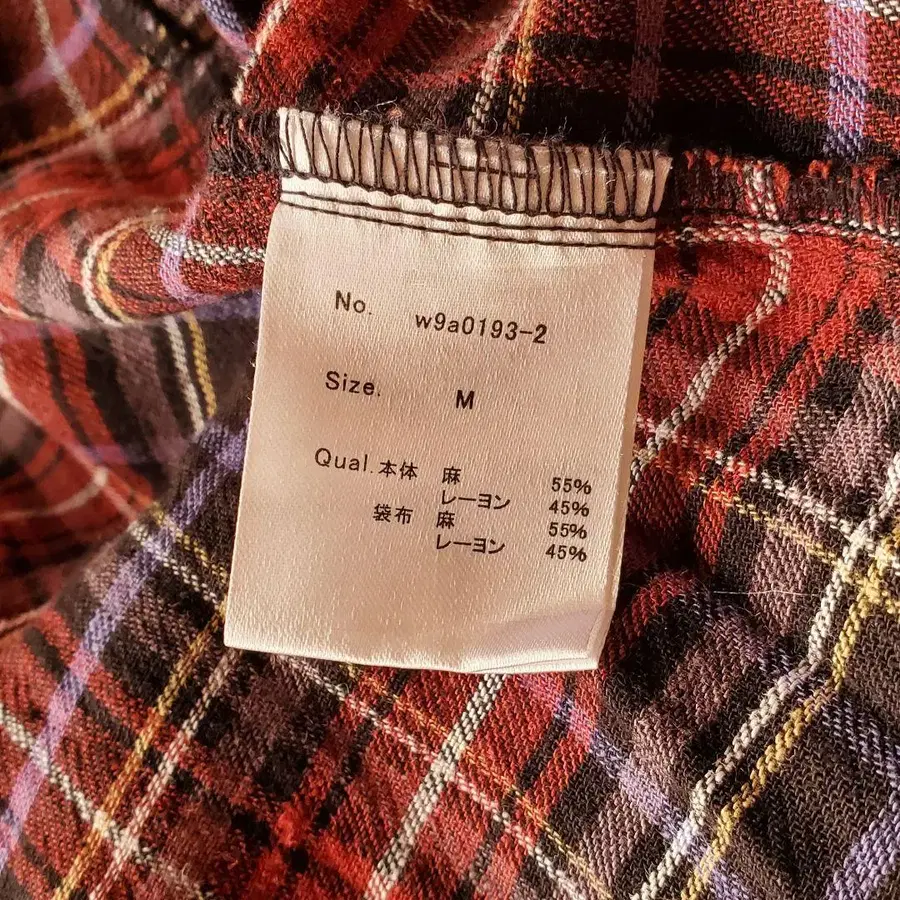 No. w9a0193-2
Size. M
Qual.本体 麻 55%
レーヨン 45%
袋布 麻 55%
レーヨン 45%